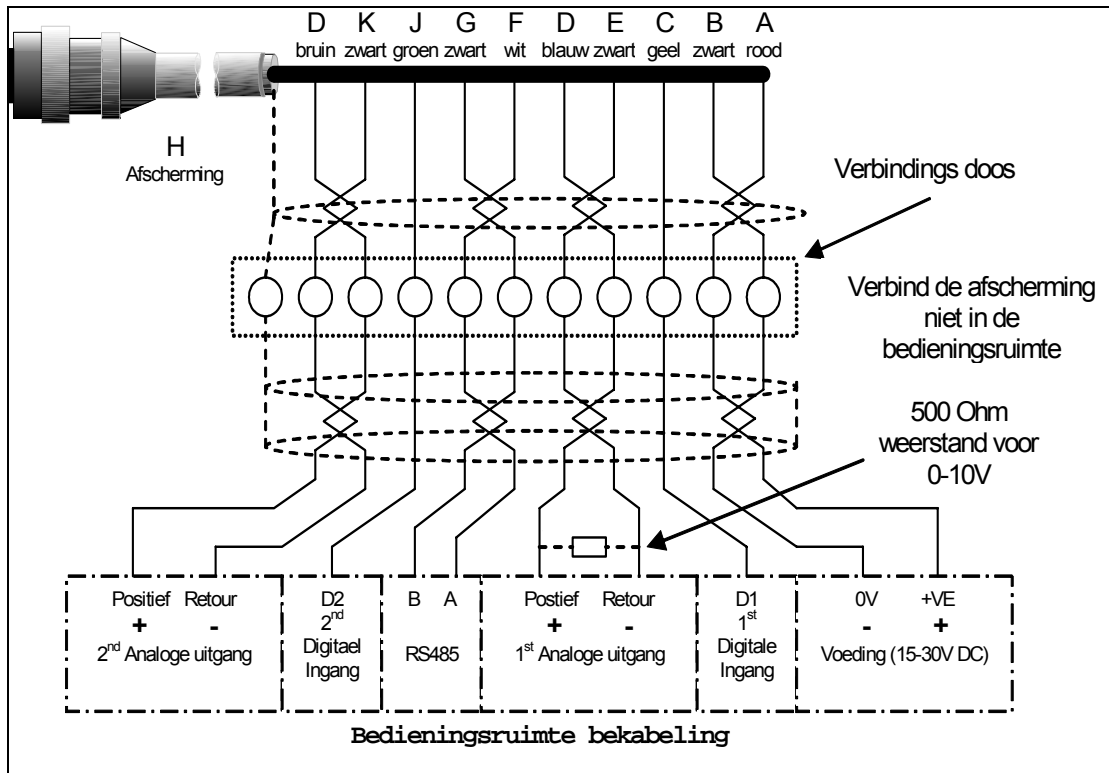 D K J G F D E C B A
bruin zwart groen zwart wit blauw zwart geel zwart rood
H
Afscherming
Verbindings doos
Verbind de afscherming
niet in de
bedieningsruimte
500 Ohm
weerstand voor
0-10V
Positief Retour
+ -
2nd Analoge uitgang
D2
2nd
Digitael
Ingang
B A
RS485
Postief Retour
+ -
1st Analoge uitgang
D1
1st
Digitale
Ingang
0V +VE
- +
Voeding (15-30V DC)
Bedieningsruimte bekabeling